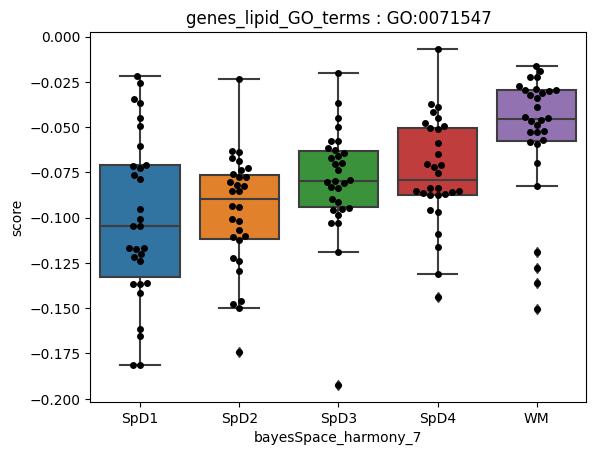 genes_lipid_GO_terms : GO:0071547
0.000
−0.025
−0.050
−0.075
−0.100
−0.125
−0.150
−0.175
−0.200
score
SpD1 SpD2 SpD3 SpD4 WM
bayesSpace_harmony_7